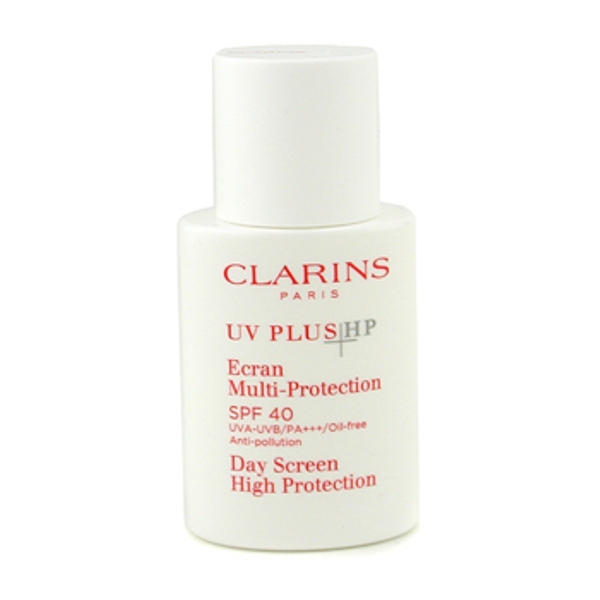 CLARINS
PARIS
UV PLUS HP
Ecran
Multi-Protection
SPF 40
UVA-UVB/PA+++/Oil-free
Anti-pollution
Day Screen
High Protection